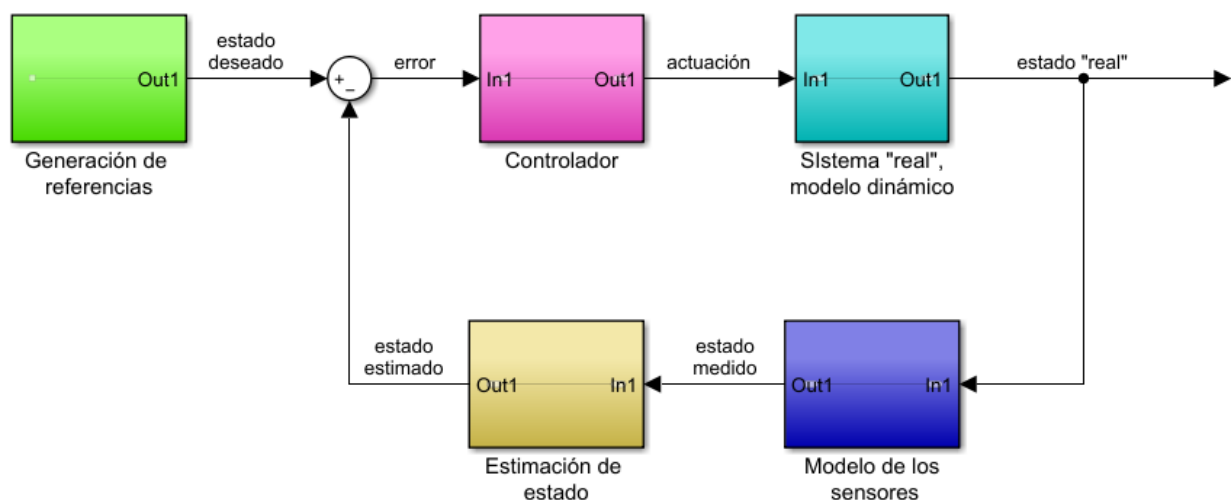 estado
deseado
Out1
+
−
error
In1
Out1
actuación
In1
Out1
estado "real"
Generación de
referencias
Controlador
SIstema "real",
modelo dinámico
estado
estimado
Out1
In1
estado
medido
Out1
In1
Estimación de
estado
Modelo de los
sensores